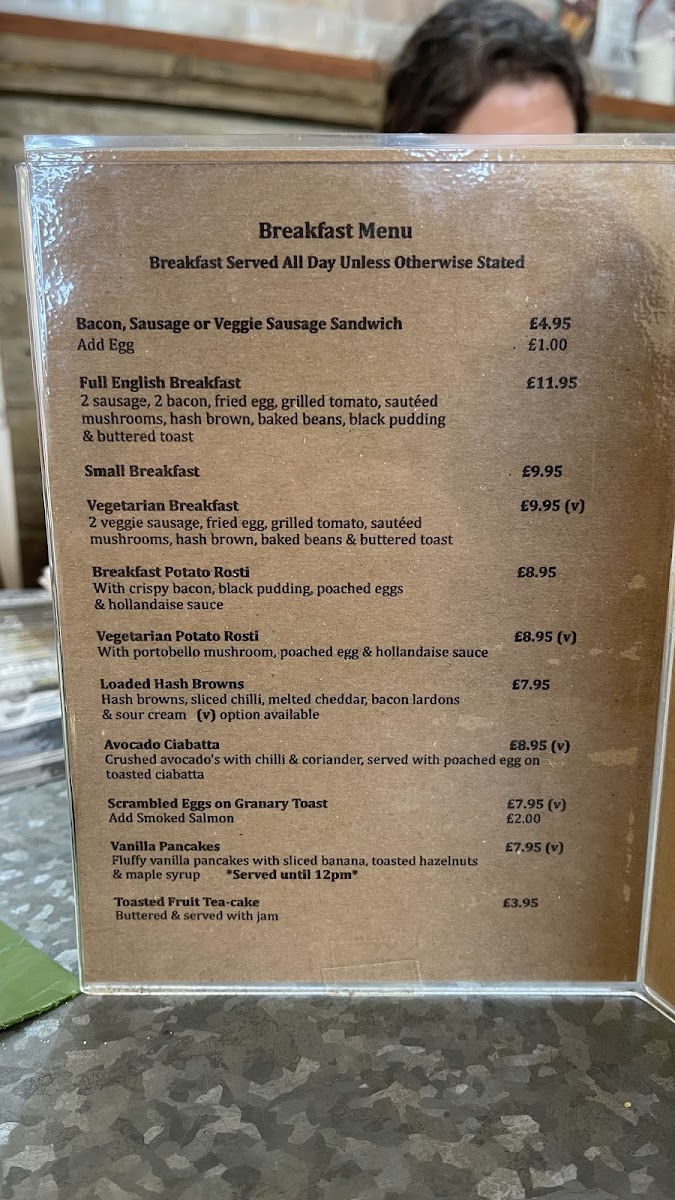 Breakfast Menu
Breakfast Served All Day Unless Otherwise Stated
Bacon, Sausage or Veggie Sausage Sandwich £4.95
Add Egg £1.00
Full English Breakfast £11.95
2 sausage, 2 bacon, fried egg, grilled tomato, sautéed
mushrooms, hash brown, baked beans, black pudding
& buttered toast
Small Breakfast £9.95
Vegetarian Breakfast £9.95 (v)
2 veggie sausage, fried egg, grilled tomato, sautéed
mushrooms, hash brown, baked beans & buttered toast
Breakfast Potato Rosti £8.95
With crispy bacon, black pudding, poached eggs
& hollandaise sauce
Vegetarian Potato Rosti £8.95 (v)
With portobello mushroom, poached egg & hollandaise sauce
Loaded Hash Browns £7.95
Hash browns, sliced chilli, melted cheddar, bacon lardons
& sour cream (v) option available
Avocado Ciabatta £8.95 (v)
Crushed avocado's with chilli & coriander, served with poached egg on
toasted ciabatta
Scrambled Eggs on Granary Toast £7.95 (v)
Add Smoked Salmon £2.00
Vanilla Pancakes £7.95 (v)
Fluffy vanilla pancakes with sliced banana, toasted hazelnuts
& maple syrup *Served until 12pm*
Toasted Fruit Tea-cake £3.95
Buttered & served with jam